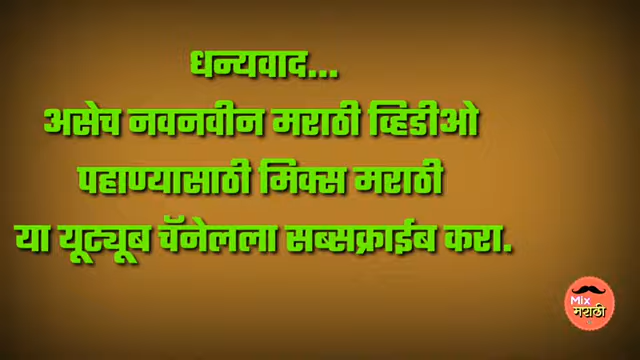 धन्यवाद...
असेच नवनवीन मराठी व्हिडीओ
पहाण्यासाठी मिक्स मराठी
या यूट्यूब चॅनेलला सब्सक्राईब करा.
Mix
मराठी